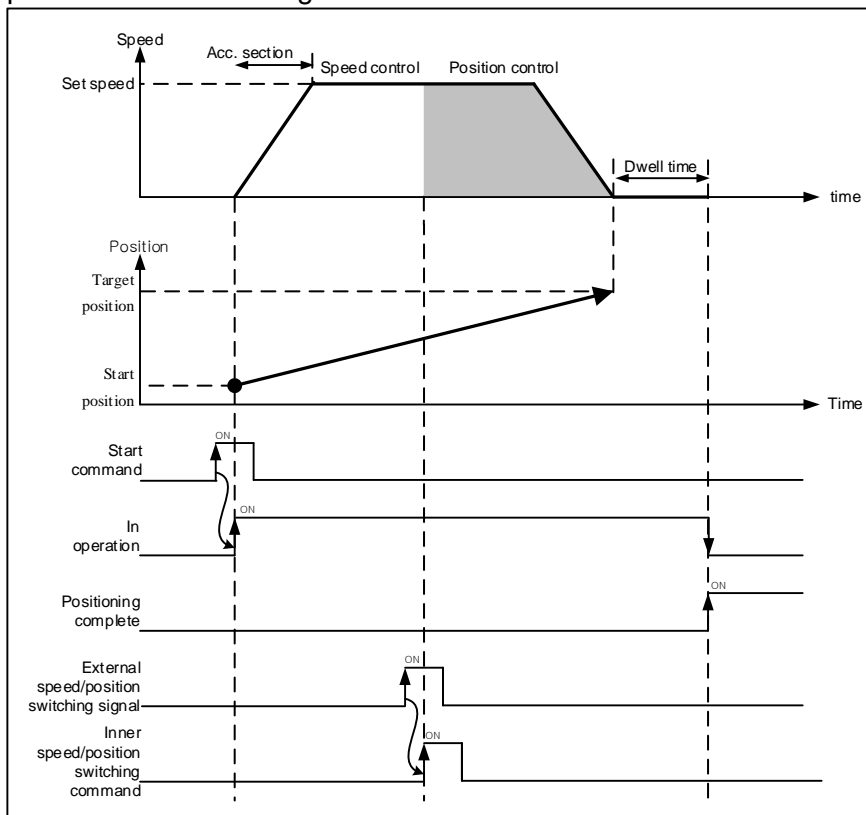 Speed
Acc. section
Speed control
Position control
Set speed
Dwell time
time
Position
Target
position
Start
position
Time
ON
Start
command
ON
In
operation
ON
Positioning
complete
ON
External
speed/position
switching signal
ON
Inner
speed/position
switching
command